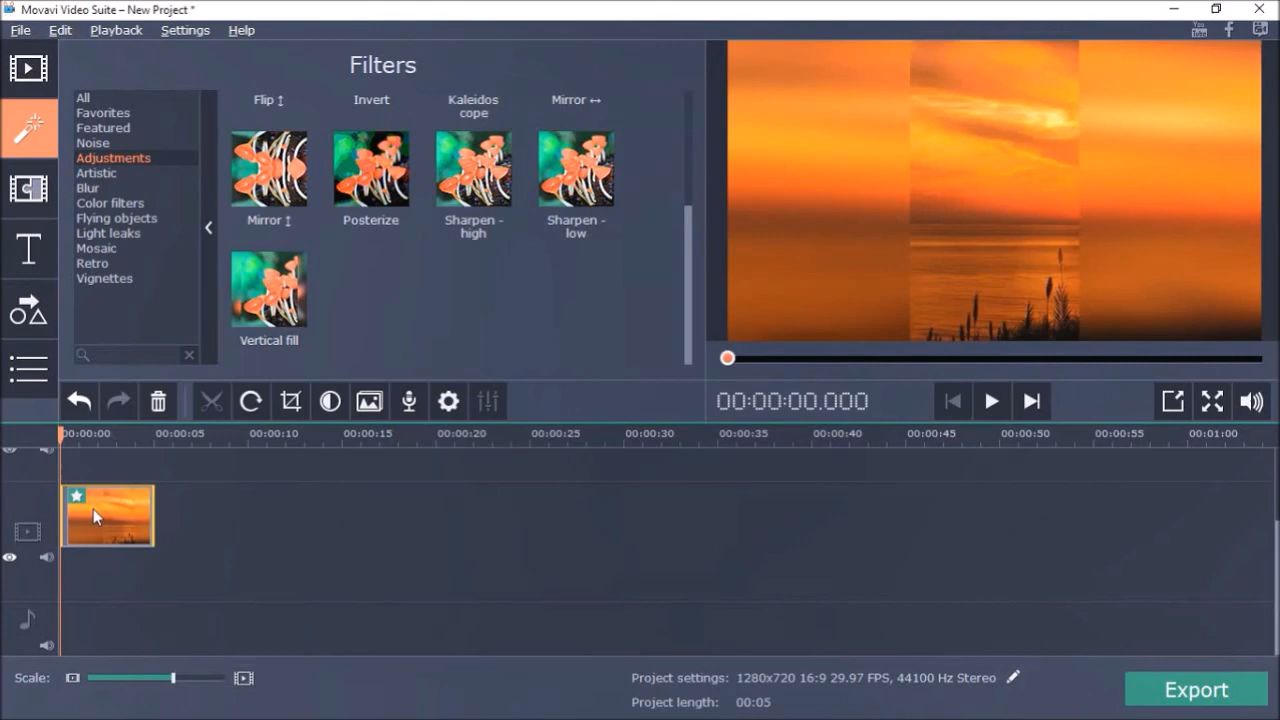 Movavi Video Suite – New Project *
File Edit Playback Settings Help
You
Tube
Filters
All
Favorites
Featured
Noise
Adjustments
Artistic
Blur
Color filters
Flying objects
Light leaks
Mosaic
Retro
Vignettes
Flip ↕
Invert
Kaleidos
cope
Mirror ↔
Mirror ↕
Posterize
Sharpen -
high
Sharpen -
low
Vertical fill
00:00:00.000
00:00:00 00:00:05 00:00:10 00:00:15 00:00:20 00:00:25 00:00:30 00:00:35 00:00:40 00:00:45 00:00:50 00:00:55 00:01:00
Scale:
Project settings: 1280x720 16:9 29.97 FPS, 44100 Hz Stereo
Project length: 00:05
Export